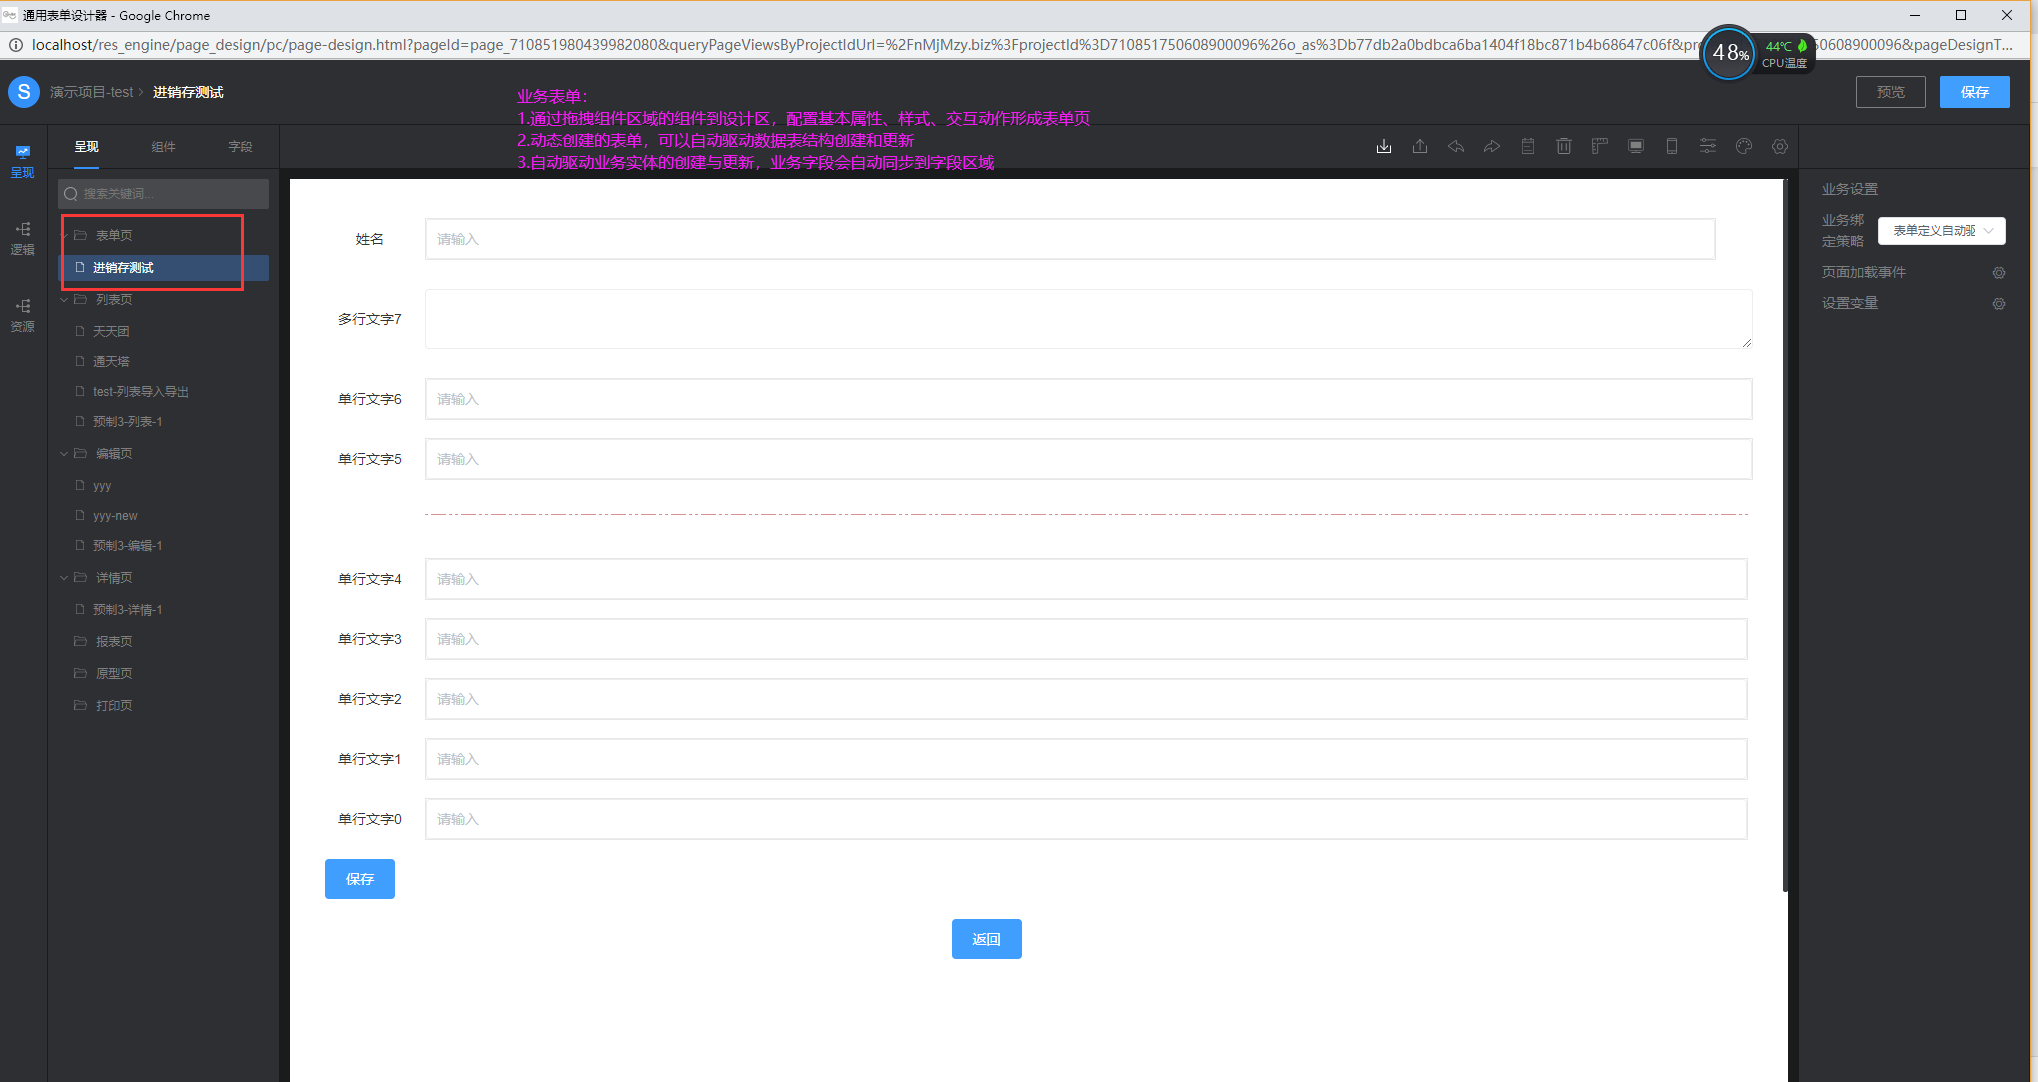 通用表单设计器 - Google Chrome
localhost/res_engine/page_design/pc/page-design.html?pageId=page_710851980439982080&queryPageViewsByProjectIdUrl=%2FnMjMzy.biz%3FprojectId%3D710851750608900096%26o_as%3Db77db2a0bdbca6ba1404f18bc871b4b68647c06f&pro
50608900096&pageDesignT...
48%
44℃
CPU温度
S
演示项目-test > 进销存测试
业务表单：
1.通过拖拽组件区域的组件到设计区，配置基本属性、样式、交互动作形成表单页
2.动态创建的表单，可以自动驱动数据表结构创建和更新
3.自动驱动业务实体的创建与更新，业务字段会自动同步到字段区域
预览
保存
呈现
逻辑
资源
呈现 组件 字段
搜索关键词...
表单页
进销存测试
列表页
天天团
通天塔
test-列表导入导出
预制3-列表-1
编辑页
yyy
yyy-new
预制3-编辑-1
详情页
预制3-详情-1
报表页
原型页
打印页
姓名 请输入
多行文字7
单行文字6 请输入
单行文字5 请输入
单行文字4 请输入
单行文字3 请输入
单行文字2 请输入
单行文字1 请输入
单行文字0 请输入
保存
返回
业务设置
业务绑
定策略
表单定义自动驱
页面加载事件
设置变量